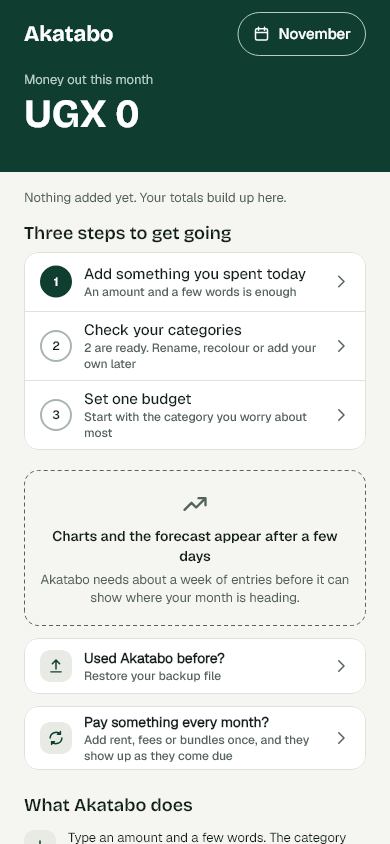 Akatabo
November
Money out this month
UGX 0
Nothing added yet. Your totals build up here.
Three steps to get going
1
Add something you spent today
An amount and a few words is enough
2
Check your categories
2 are ready. Rename, recolour or add your
own later
3
Set one budget
Start with the category you worry about
most
Charts and the forecast appear after a few
days
Akatabo needs about a week of entries before it can
show where your month is heading.
Used Akatabo before?
Restore your backup file
Pay something every month?
Add rent, fees or bundles once, and they
show up as they come due
What Akatabo does
Type an amount and a few words. The category